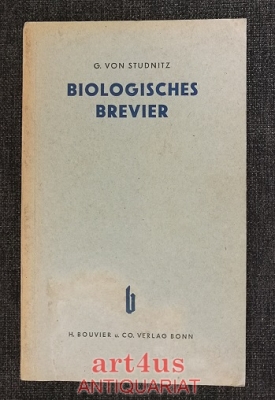 G. VON STUDNITZ
BIOLOGISCHES
BREVIER
b
H. BOUVIER u. CO. VERLAG BONN
art4us
ANTIQUARIAT